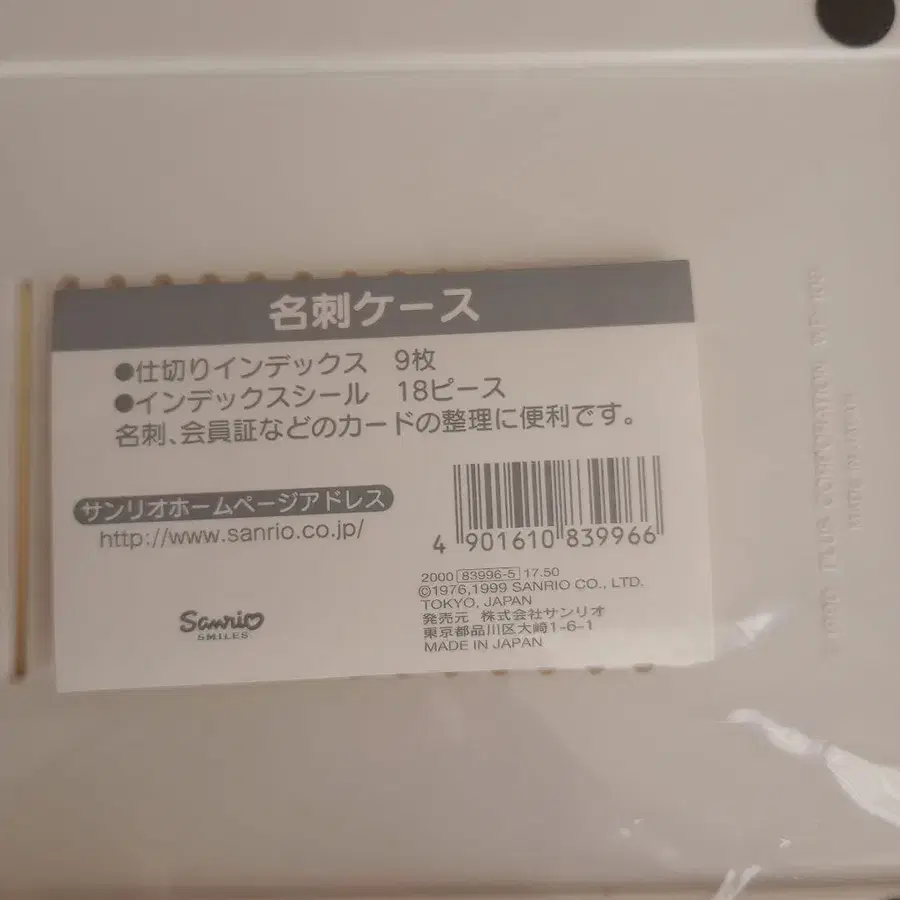 名刺ケース
●仕切りインデックス 9枚
●インデックスシール 18ピース
名刺、会員証などのカードの整理に便利です。
サンリオホームページアドレス
http://www.sanrio.co.jp/
4 901610 839966
2000 83996-5 17.50
©1976,1999 SANRIO CO., LTD.
TOKYO, JAPAN
発売元 株式会社サンリオ
東京都品川区大崎1-6-1
MADE IN JAPAN
Sanrio
SMILES
CORPORATION
MADE IN JAPAN